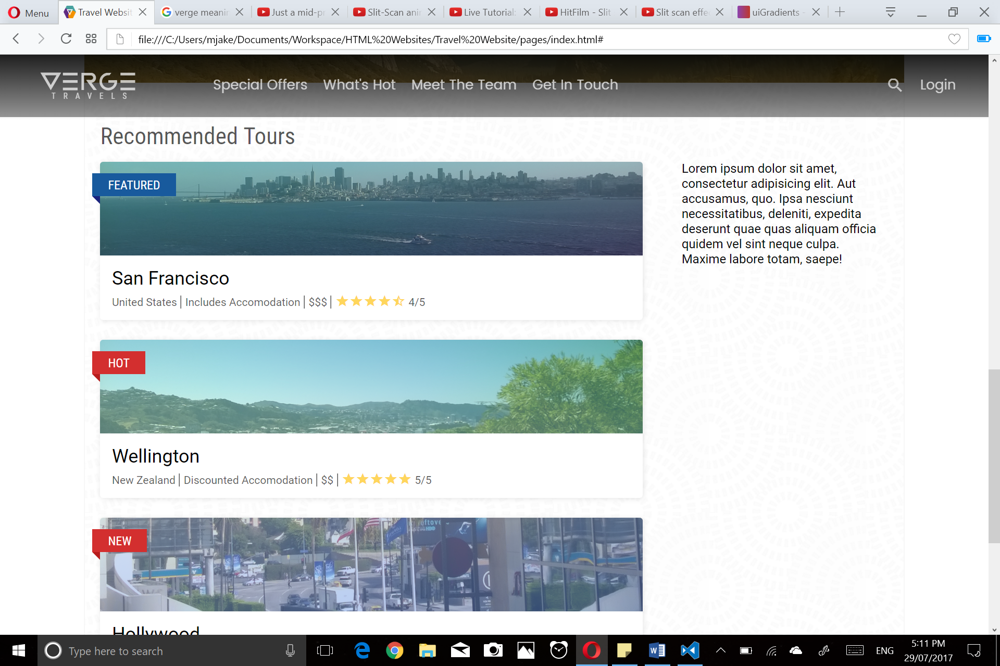 Menu
Travel Websit
verge meani
Just a mid-p
Slit-Scan ani
Live Tutorial:
HitFilm - Slit
Slit scan effe
uiGradients -
file:///C:/Users/mjake/Documents/Workspace/HTML%20Websites/Travel%20Website/pages/index.html#
VERGE
TRAVELS
Special Offers
What's Hot
Meet The Team
Get In Touch
Login
Recommended Tours
FEATURED
San Francisco
United States | Includes Accomodation | $$$ | 4/5
HOT
Wellington
New Zealand | Discounted Accomodation | $$ | 5/5
NEW
HBO
Hollywood
Lorem ipsum dolor sit amet,
consectetur adipisicing elit. Aut
accusamus, quo. Ipsa nesciunt
necessitatibus, deleniti, expedita
deserunt quae quas aliquam officia
quidem vel sint neque culpa.
Maxime labore totam, saepe!
Type here to search
ENG
5:11 PM
29/07/2017